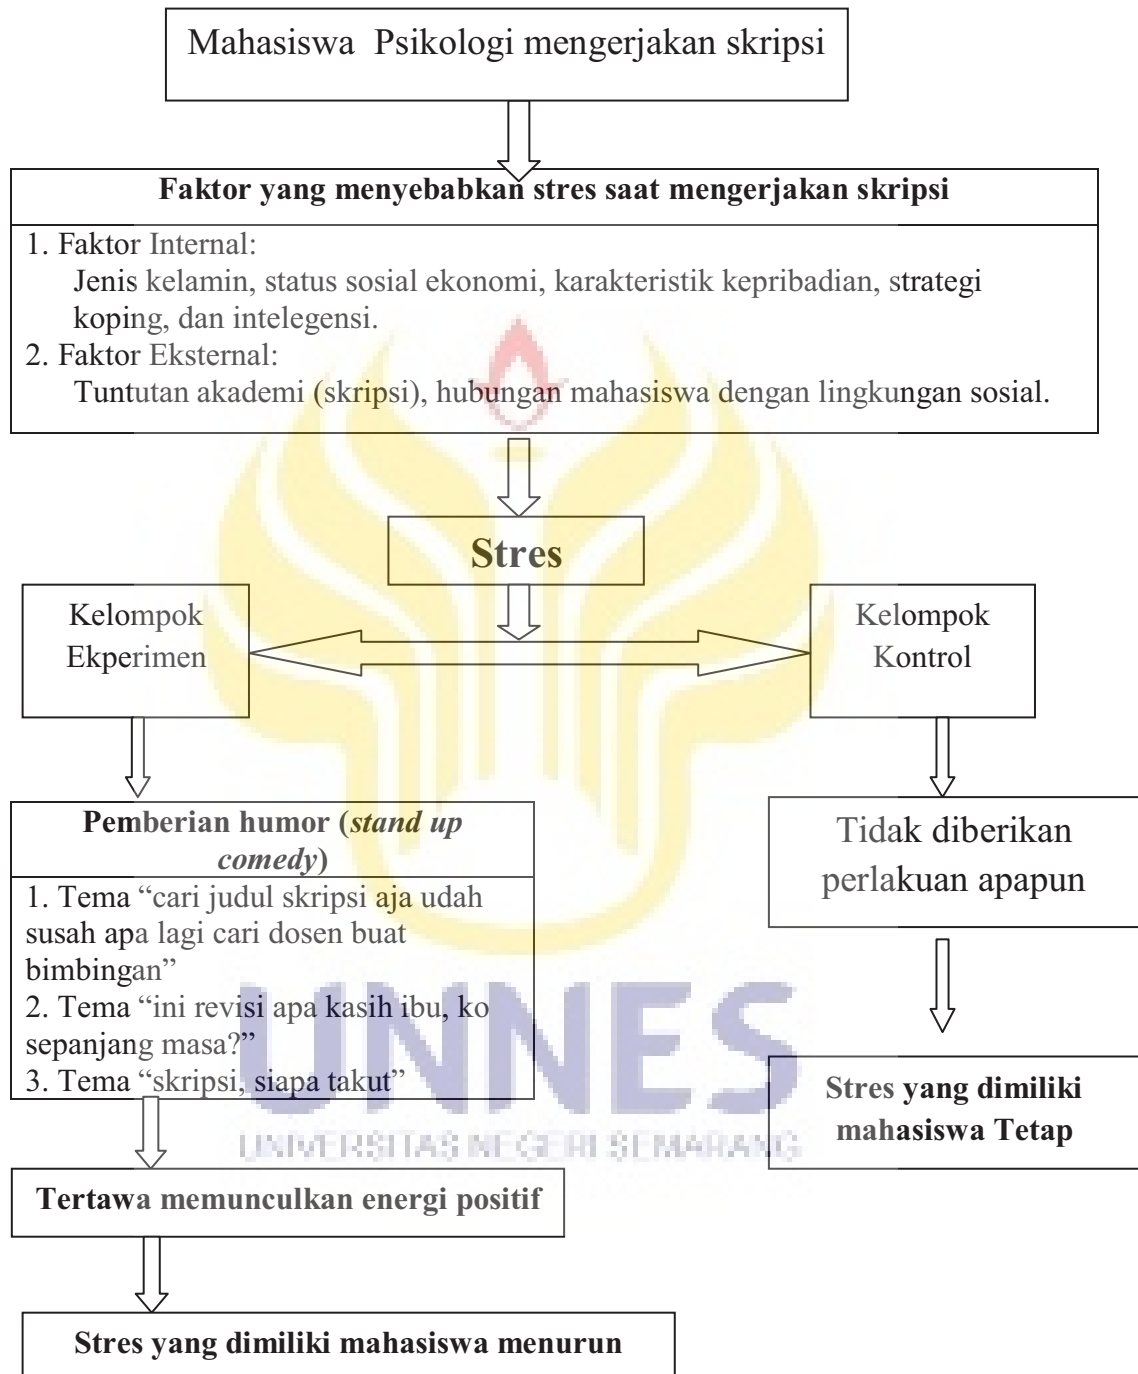 Mahasiswa Psikologi mengerjakan skripsi
Faktor yang menyebabkan stres saat mengerjakan skripsi
1. Faktor Internal:
Jenis kelamin, status sosial ekonomi, karakteristik kepribadian, strategi
koping, dan intelegensi.
2. Faktor Eksternal:
Tuntutan akademi (skripsi), hubungan mahasiswa dengan lingkungan sosial.
Stres
Kelompok
Ekperimen
Kelompok
Kontrol
Pemberian humor (stand up
comedy)
1. Tema “cari judul skripsi aja udah
susah apa lagi cari dosen buat
bimbingan”
2. Tema “ini revisi apa kasih ibu, ko
sepanjang masa?”
3. Tema “skripsi, siapa takut”
Tidak diberikan
perlakuan apapun
Stres yang dimiliki
mahasiswa Tetap
UNNES
UNIVERSITAS NEGERI SEMARANG
Tertawa memunculkan energi positif
Stres yang dimiliki mahasiswa menurun